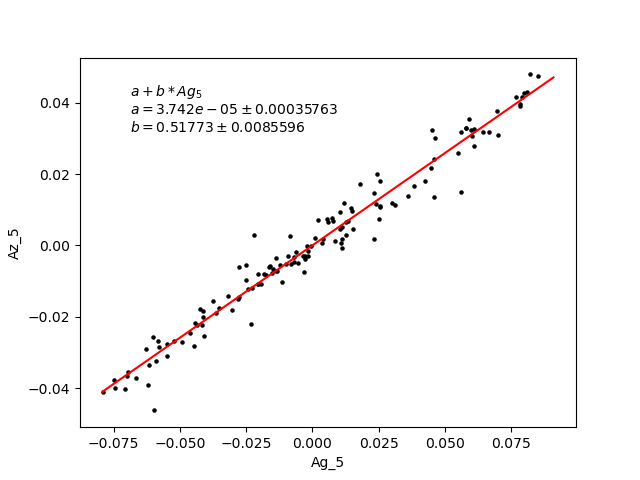 a + b * Ag₅
a = 3.742e − 05 ± 0.00035763
b = 0.51773 ± 0.0085596
0.04
0.02
0.00
−0.02
−0.04
Az_5
−0.075 −0.050 −0.025 0.000 0.025 0.050 0.075
Ag_5